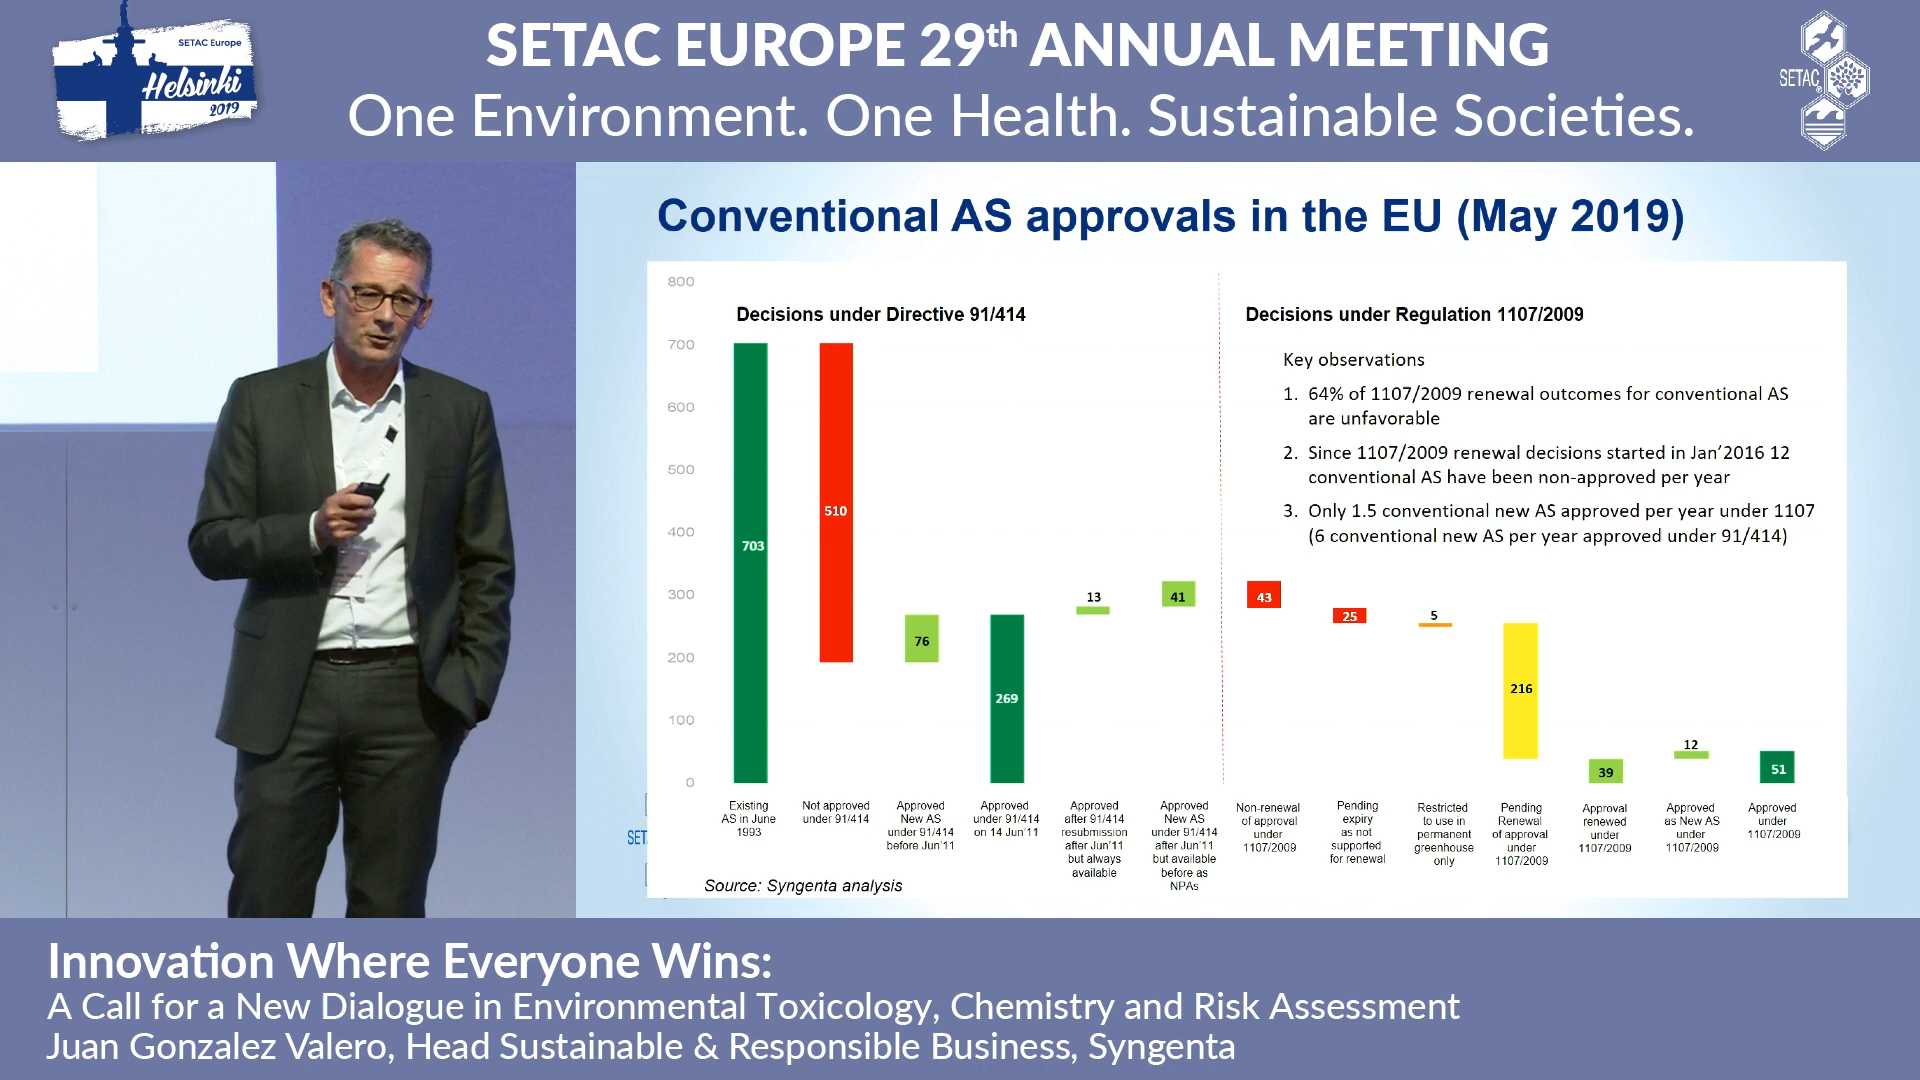 SETAC Europe
Helsinki
2019
SETAC EUROPE 29th ANNUAL MEETING
One Environment. One Health. Sustainable Societies.
SETAC
Conventional AS approvals in the EU (May 2019)
Decisions under Directive 91/414
Decisions under Regulation 1107/2009
Key observations
1. 64% of 1107/2009 renewal outcomes for conventional AS
are unfavorable
2. Since 1107/2009 renewal decisions started in Jan’2016 12
conventional AS have been non-approved per year
3. Only 1.5 conventional new AS approved per year under 1107
(6 conventional new AS per year approved under 91/414)
800
700
600
500
400
300
200
100
0
703
510
76
269
13
41
43
25
5
216
39
12
51
Existing
AS in June
1993
Not approved
under 91/414
Approved
New AS
under 91/414
before Jun’11
Approved
under 91/414
on 14 Jun’11
Approved
after 91/414
resubmission
after Jun’11
but always
available
Approved
New AS
under 91/414
after Jun’11
but available
before as
NPAs
Non-renewal
of approval
under
1107/2009
Pending
expiry
as not
supported
for renewal
Restricted
to use in
permanent
greenhouse
only
Pending
Renewal
of approval
under
1107/2009
Approval
renewed
under
1107/2009
Approved
as New AS
under
1107/2009
Approved
under
1107/2009
SET
Source: Syngenta analysis
Innovation Where Everyone Wins:
A Call for a New Dialogue in Environmental Toxicology, Chemistry and Risk Assessment
Juan Gonzalez Valero, Head Sustainable & Responsible Business, Syngenta